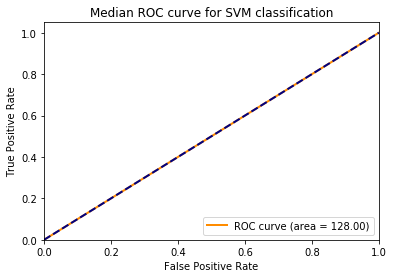 Median ROC curve for SVM classification
True Positive Rate
1.0
0.8
0.6
0.4
0.2
0.0
ROC curve (area = 128.00)
0.0 0.2 0.4 0.6 0.8 1.0
False Positive Rate